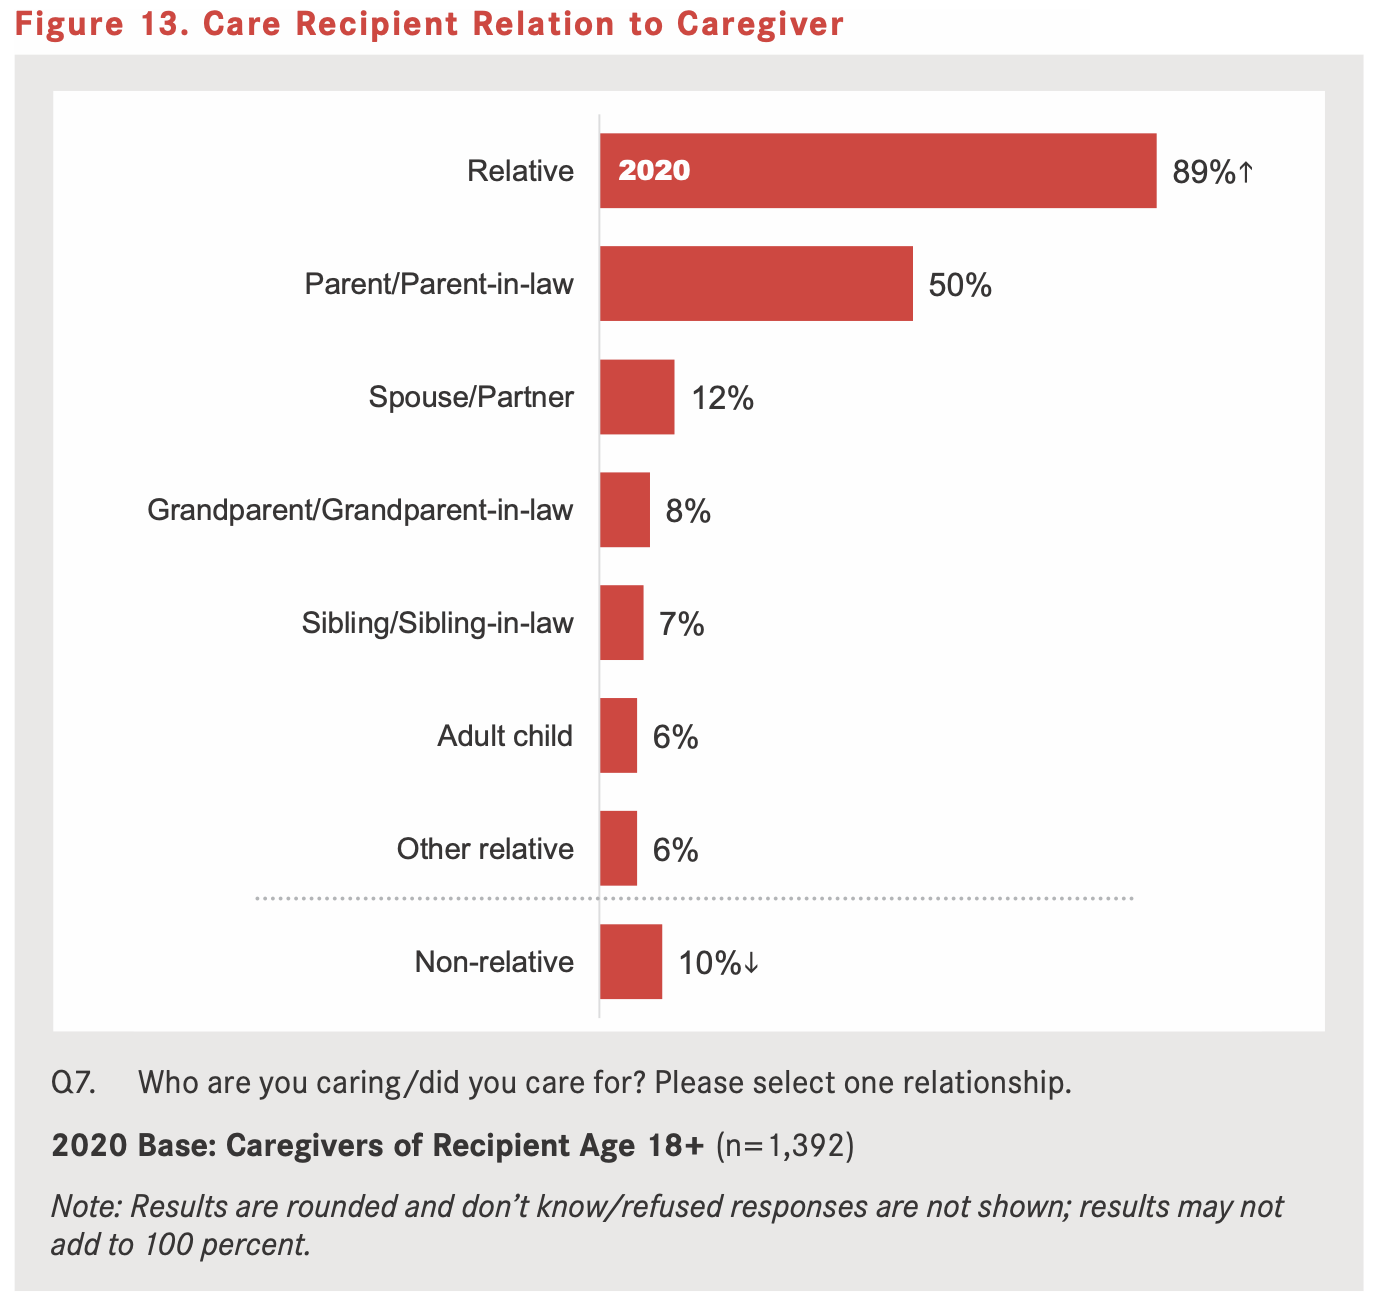 Figure 13. Care Recipient Relation to Caregiver
Relative 2020 89%↑
Parent/Parent-in-law 50%
Spouse/Partner 12%
Grandparent/Grandparent-in-law 8%
Sibling/Sibling-in-law 7%
Adult child 6%
Other relative 6%
Non-relative 10%↓
Q7. Who are you caring/did you care for? Please select one relationship.
2020 Base: Caregivers of Recipient Age 18+ (n=1,392)
Note: Results are rounded and don’t know/refused responses are not shown; results may not
add to 100 percent.